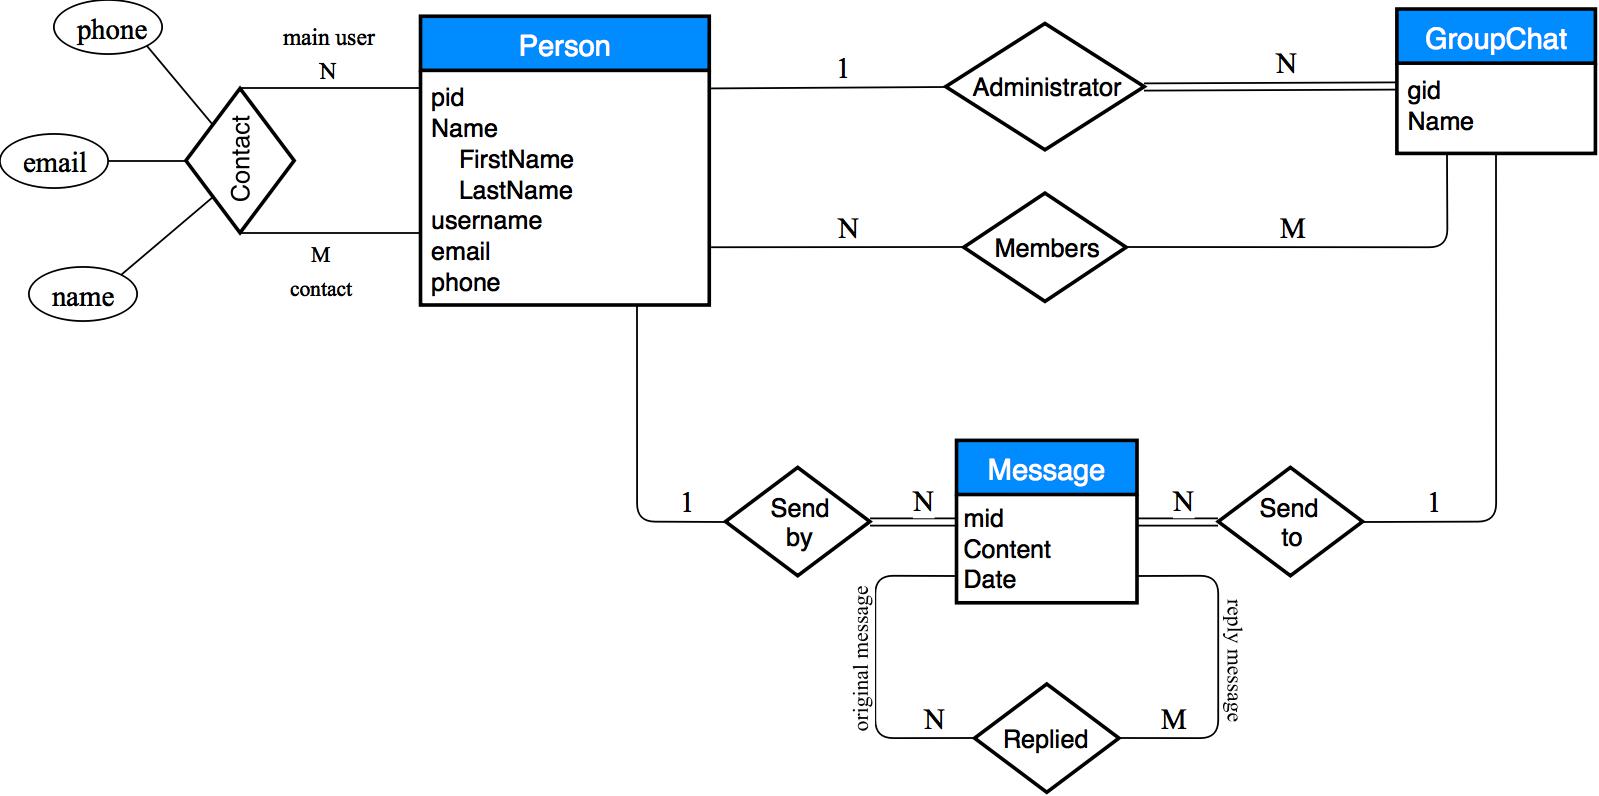 phone
email
name
Contact
main user
N
M
contact
Person
pid
Name
FirstName
LastName
username
email
phone
1
Administrator
N
GroupChat
gid
Name
N
Members
M
1
Send
by
N
Message
mid
Content
Date
N
Send
to
1
original message
reply message
N
Replied
M